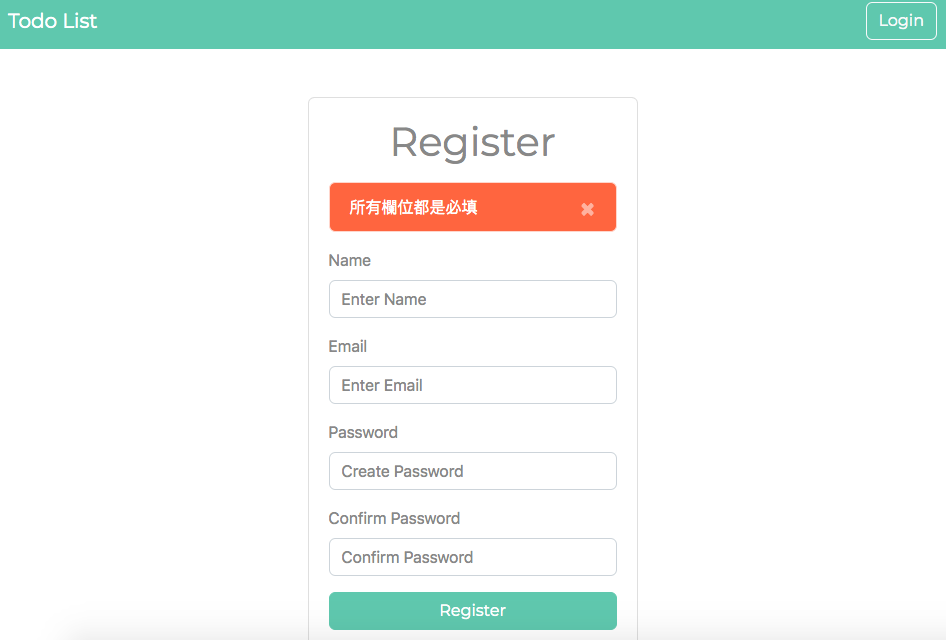 Todo List
Login
Register
所有欄位都是必填
Name
Enter Name
Email
Enter Email
Password
Create Password
Confirm Password
Confirm Password
Register